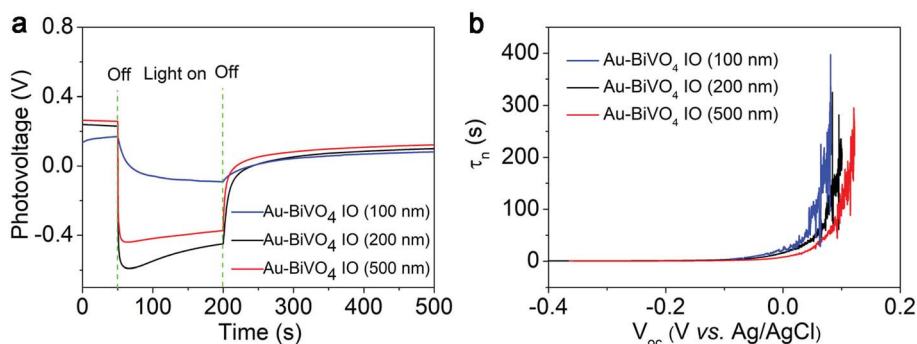 a
0.8
0.4
0.0
-0.4
Photovoltage (V)
Off Light on Off
Au-BiVO4 IO (100 nm)
Au-BiVO4 IO (200 nm)
Au-BiVO4 IO (500 nm)
0 100 200 300 400 500
Time (s)
b
400
300
200
100
0
τn (s)
Au-BiVO4 IO (100 nm)
Au-BiVO4 IO (200 nm)
Au-BiVO4 IO (500 nm)
-0.4 -0.2 0.0 0.2
Voc (V vs. Ag/AgCl)